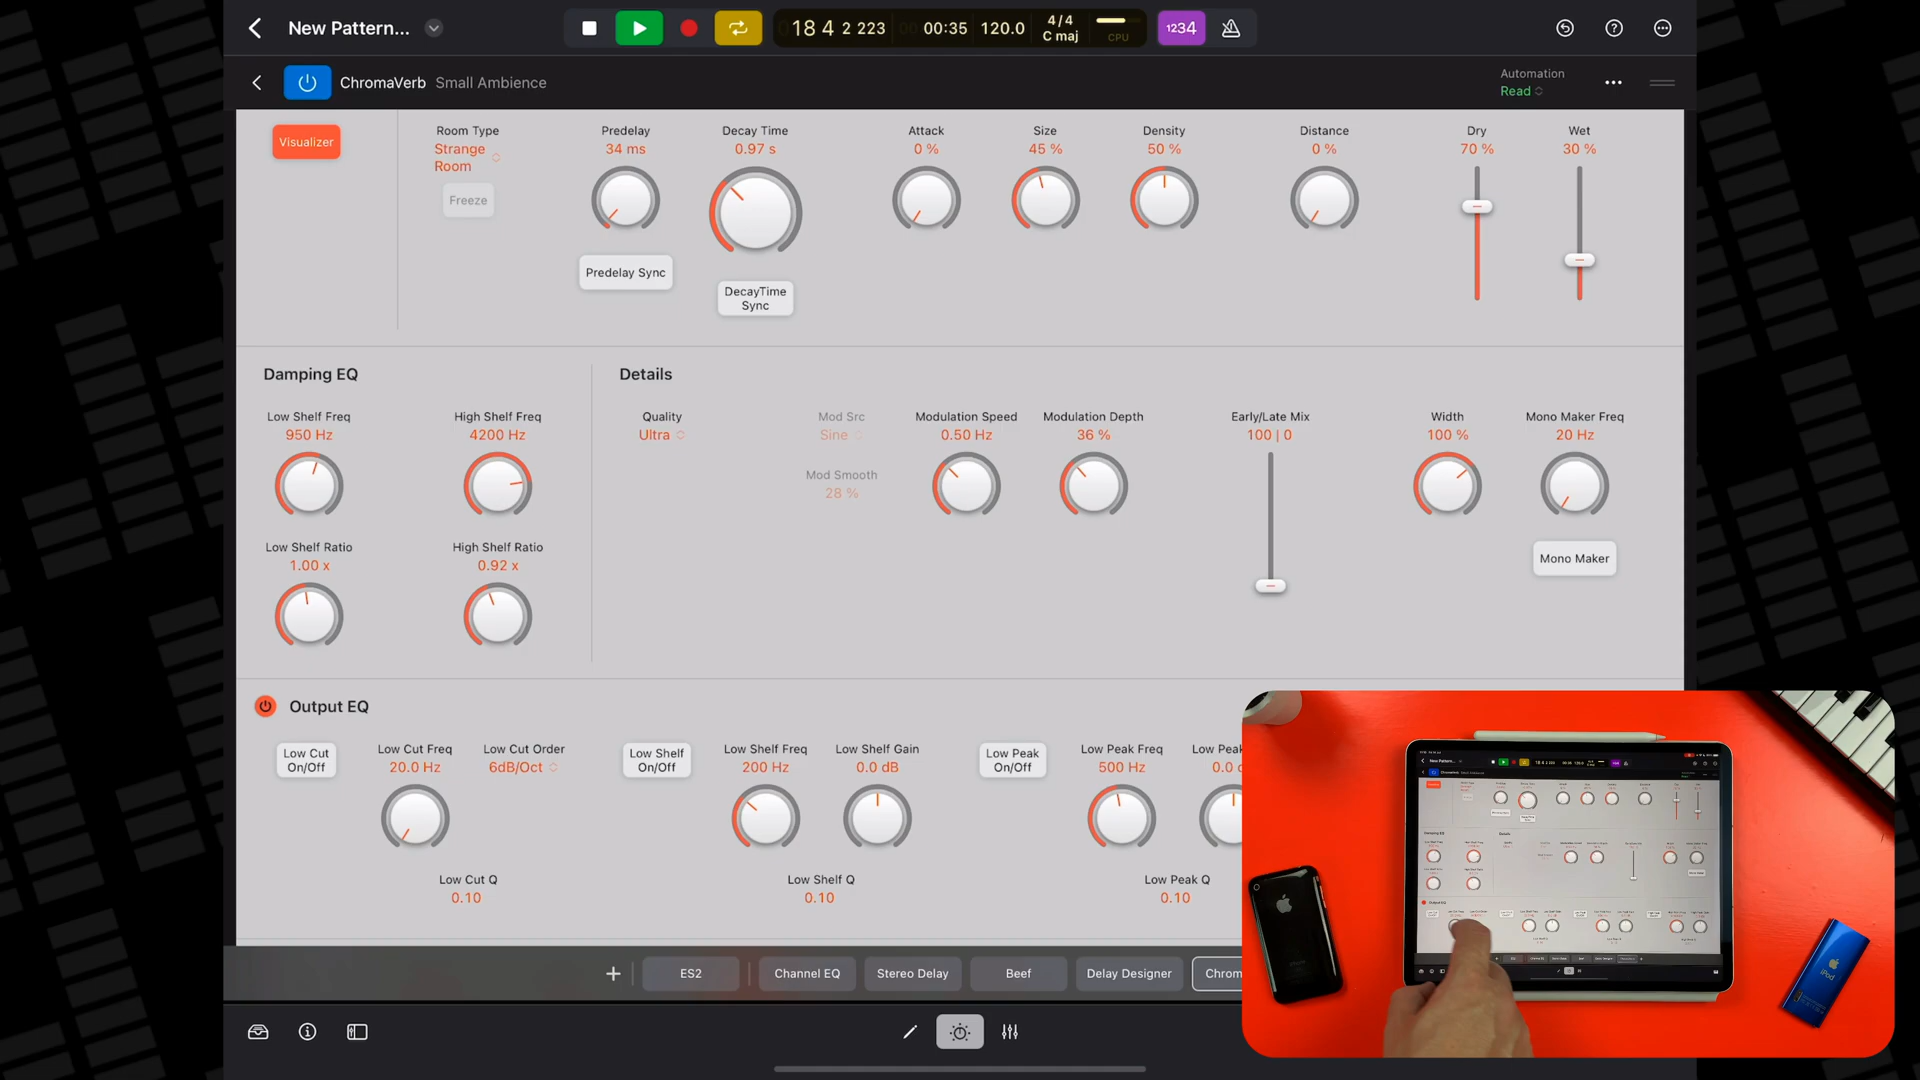 New Pattern...
18 4 2 223
00:35
120.0
4/4
C maj
CPU
1234
ChromaVerb Small Ambience
Automation
Read
Visualizer
Room Type
Strange
Room
Freeze
Predelay
34 ms
Predelay Sync
Decay Time
0.97 s
DecayTime
Sync
Attack
0 %
Size
45 %
Density
50 %
Distance
0 %
Dry
70 %
Wet
30 %
Damping EQ
Low Shelf Freq
950 Hz
High Shelf Freq
4200 Hz
Low Shelf Ratio
1.00 x
High Shelf Ratio
0.92 x
Details
Quality
Ultra
Mod Src
Sine
Mod Smooth
28 %
Modulation Speed
0.50 Hz
Modulation Depth
36 %
Early/Late Mix
100 | 0
Width
100 %
Mono Maker Freq
20 Hz
Mono Maker
Output EQ
Low Cut
On/Off
Low Cut Freq
20.0 Hz
Low Cut Order
6dB/Oct
Low Cut Q
0.10
Low Shelf
On/Off
Low Shelf Freq
200 Hz
Low Shelf Gain
0.0 dB
Low Shelf Q
0.10
Low Peak
On/Off
Low Peak Freq
500 Hz
Low Peak
0.0
Low Peak Q
0.10
ES2
Channel EQ
Stereo Delay
Beef
Delay Designer
Chrom
iPod